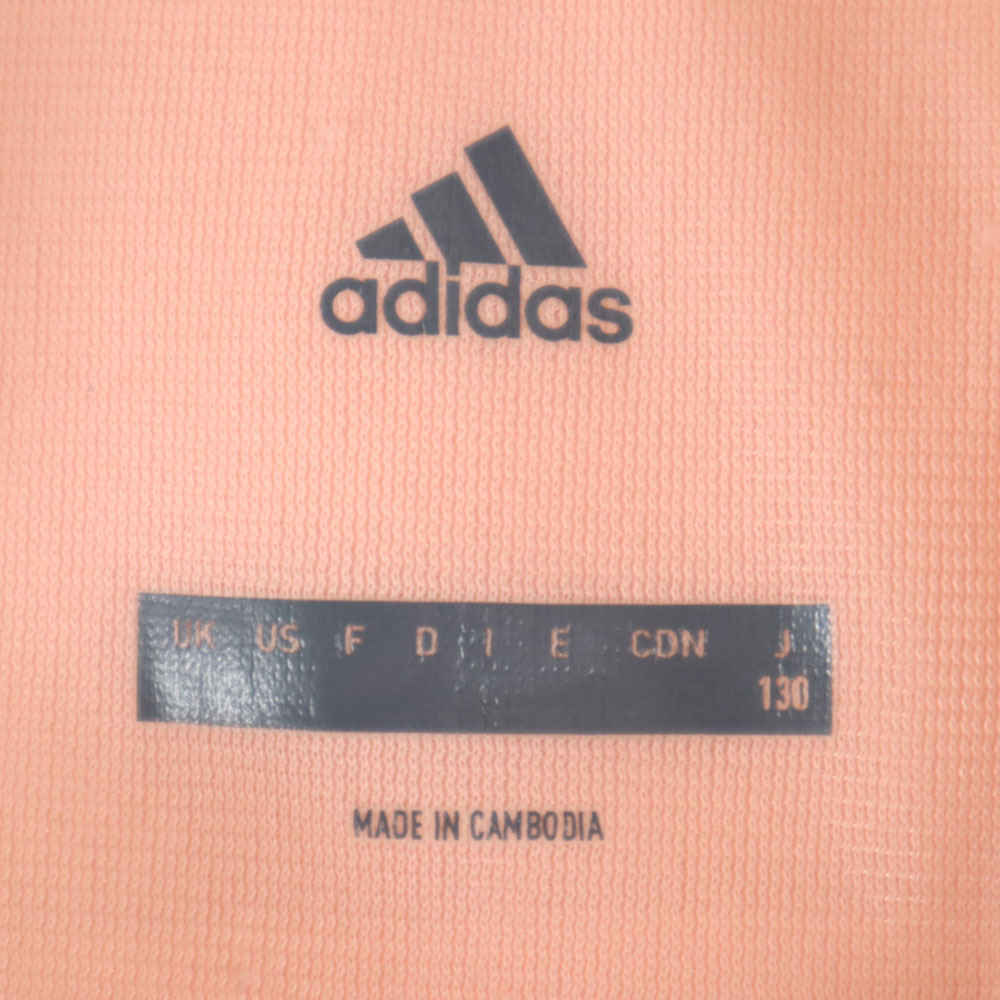 adidas
UK US F D I E CDN J
130
MADE IN CAMBODIA